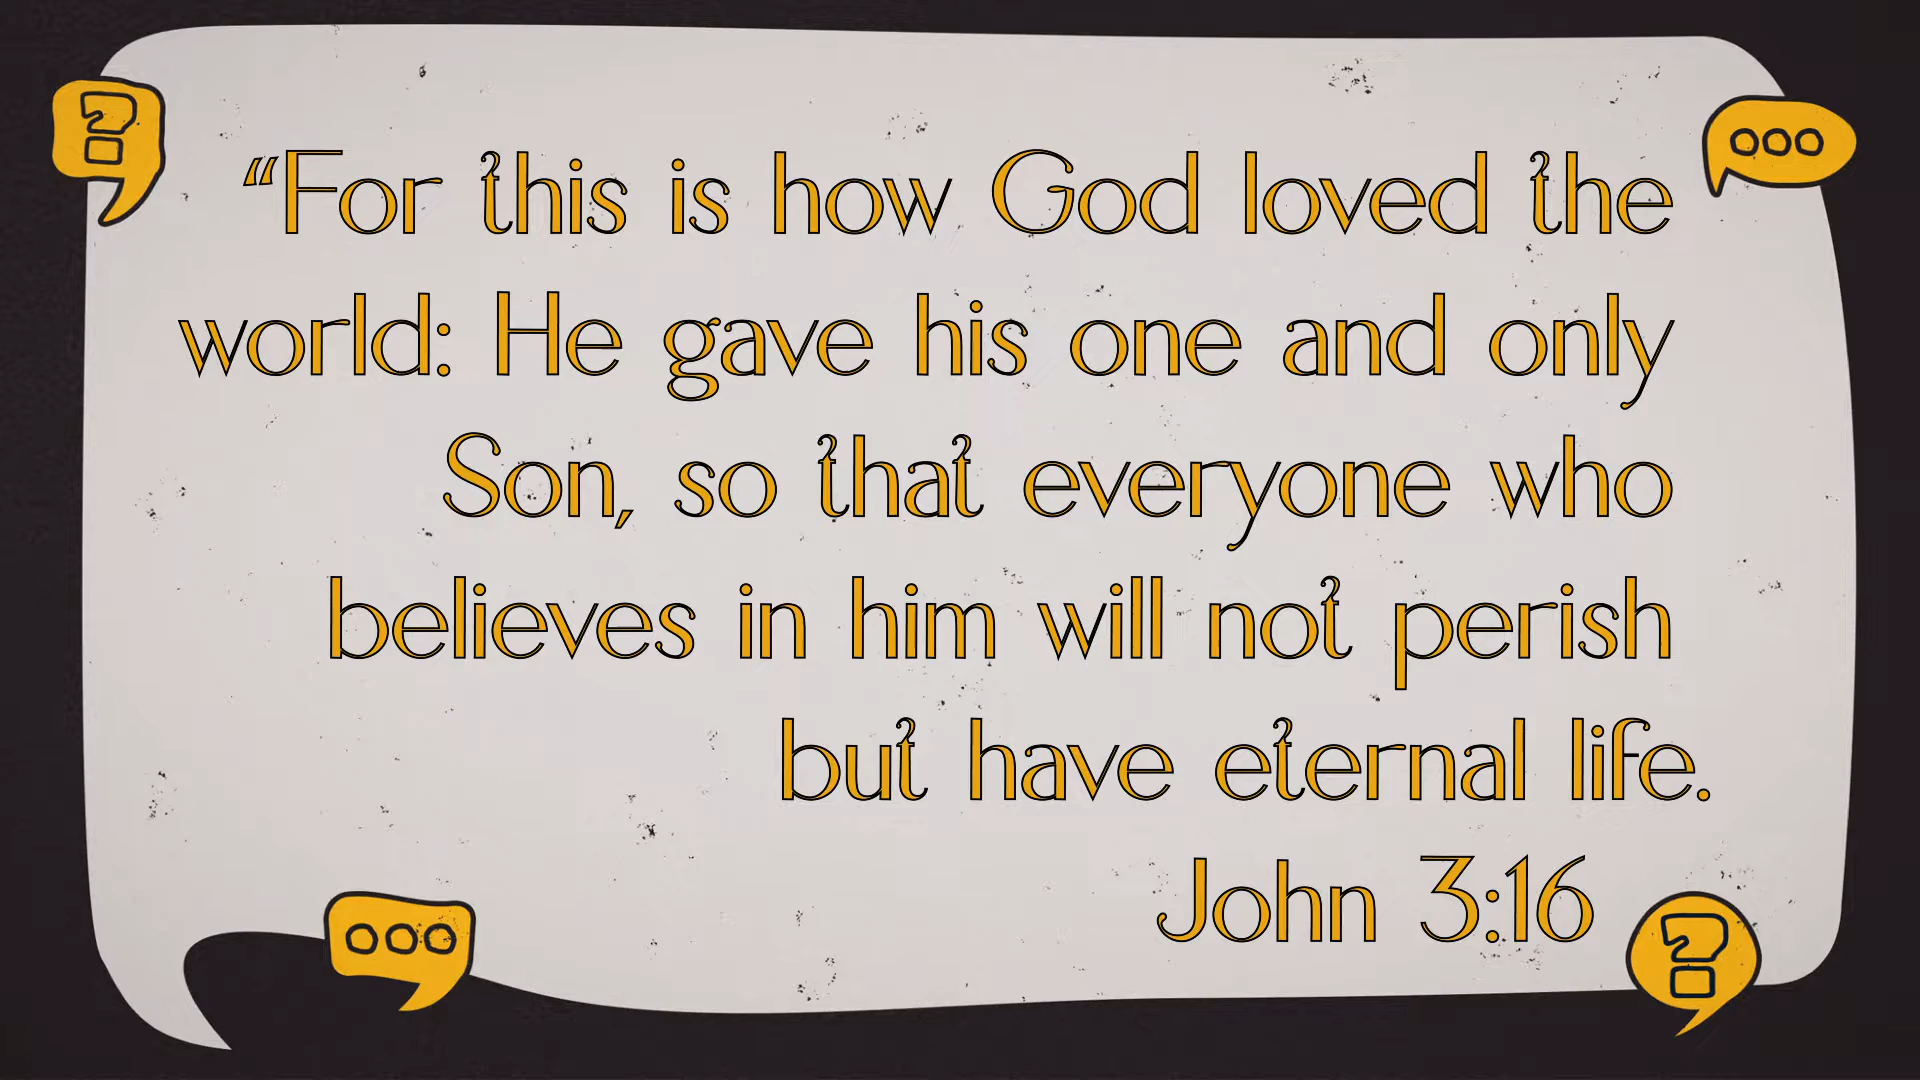 “For this is how God loved the
world: He gave his one and only
Son, so that everyone who
believes in him will not perish
but have eternal life.
John 3:16